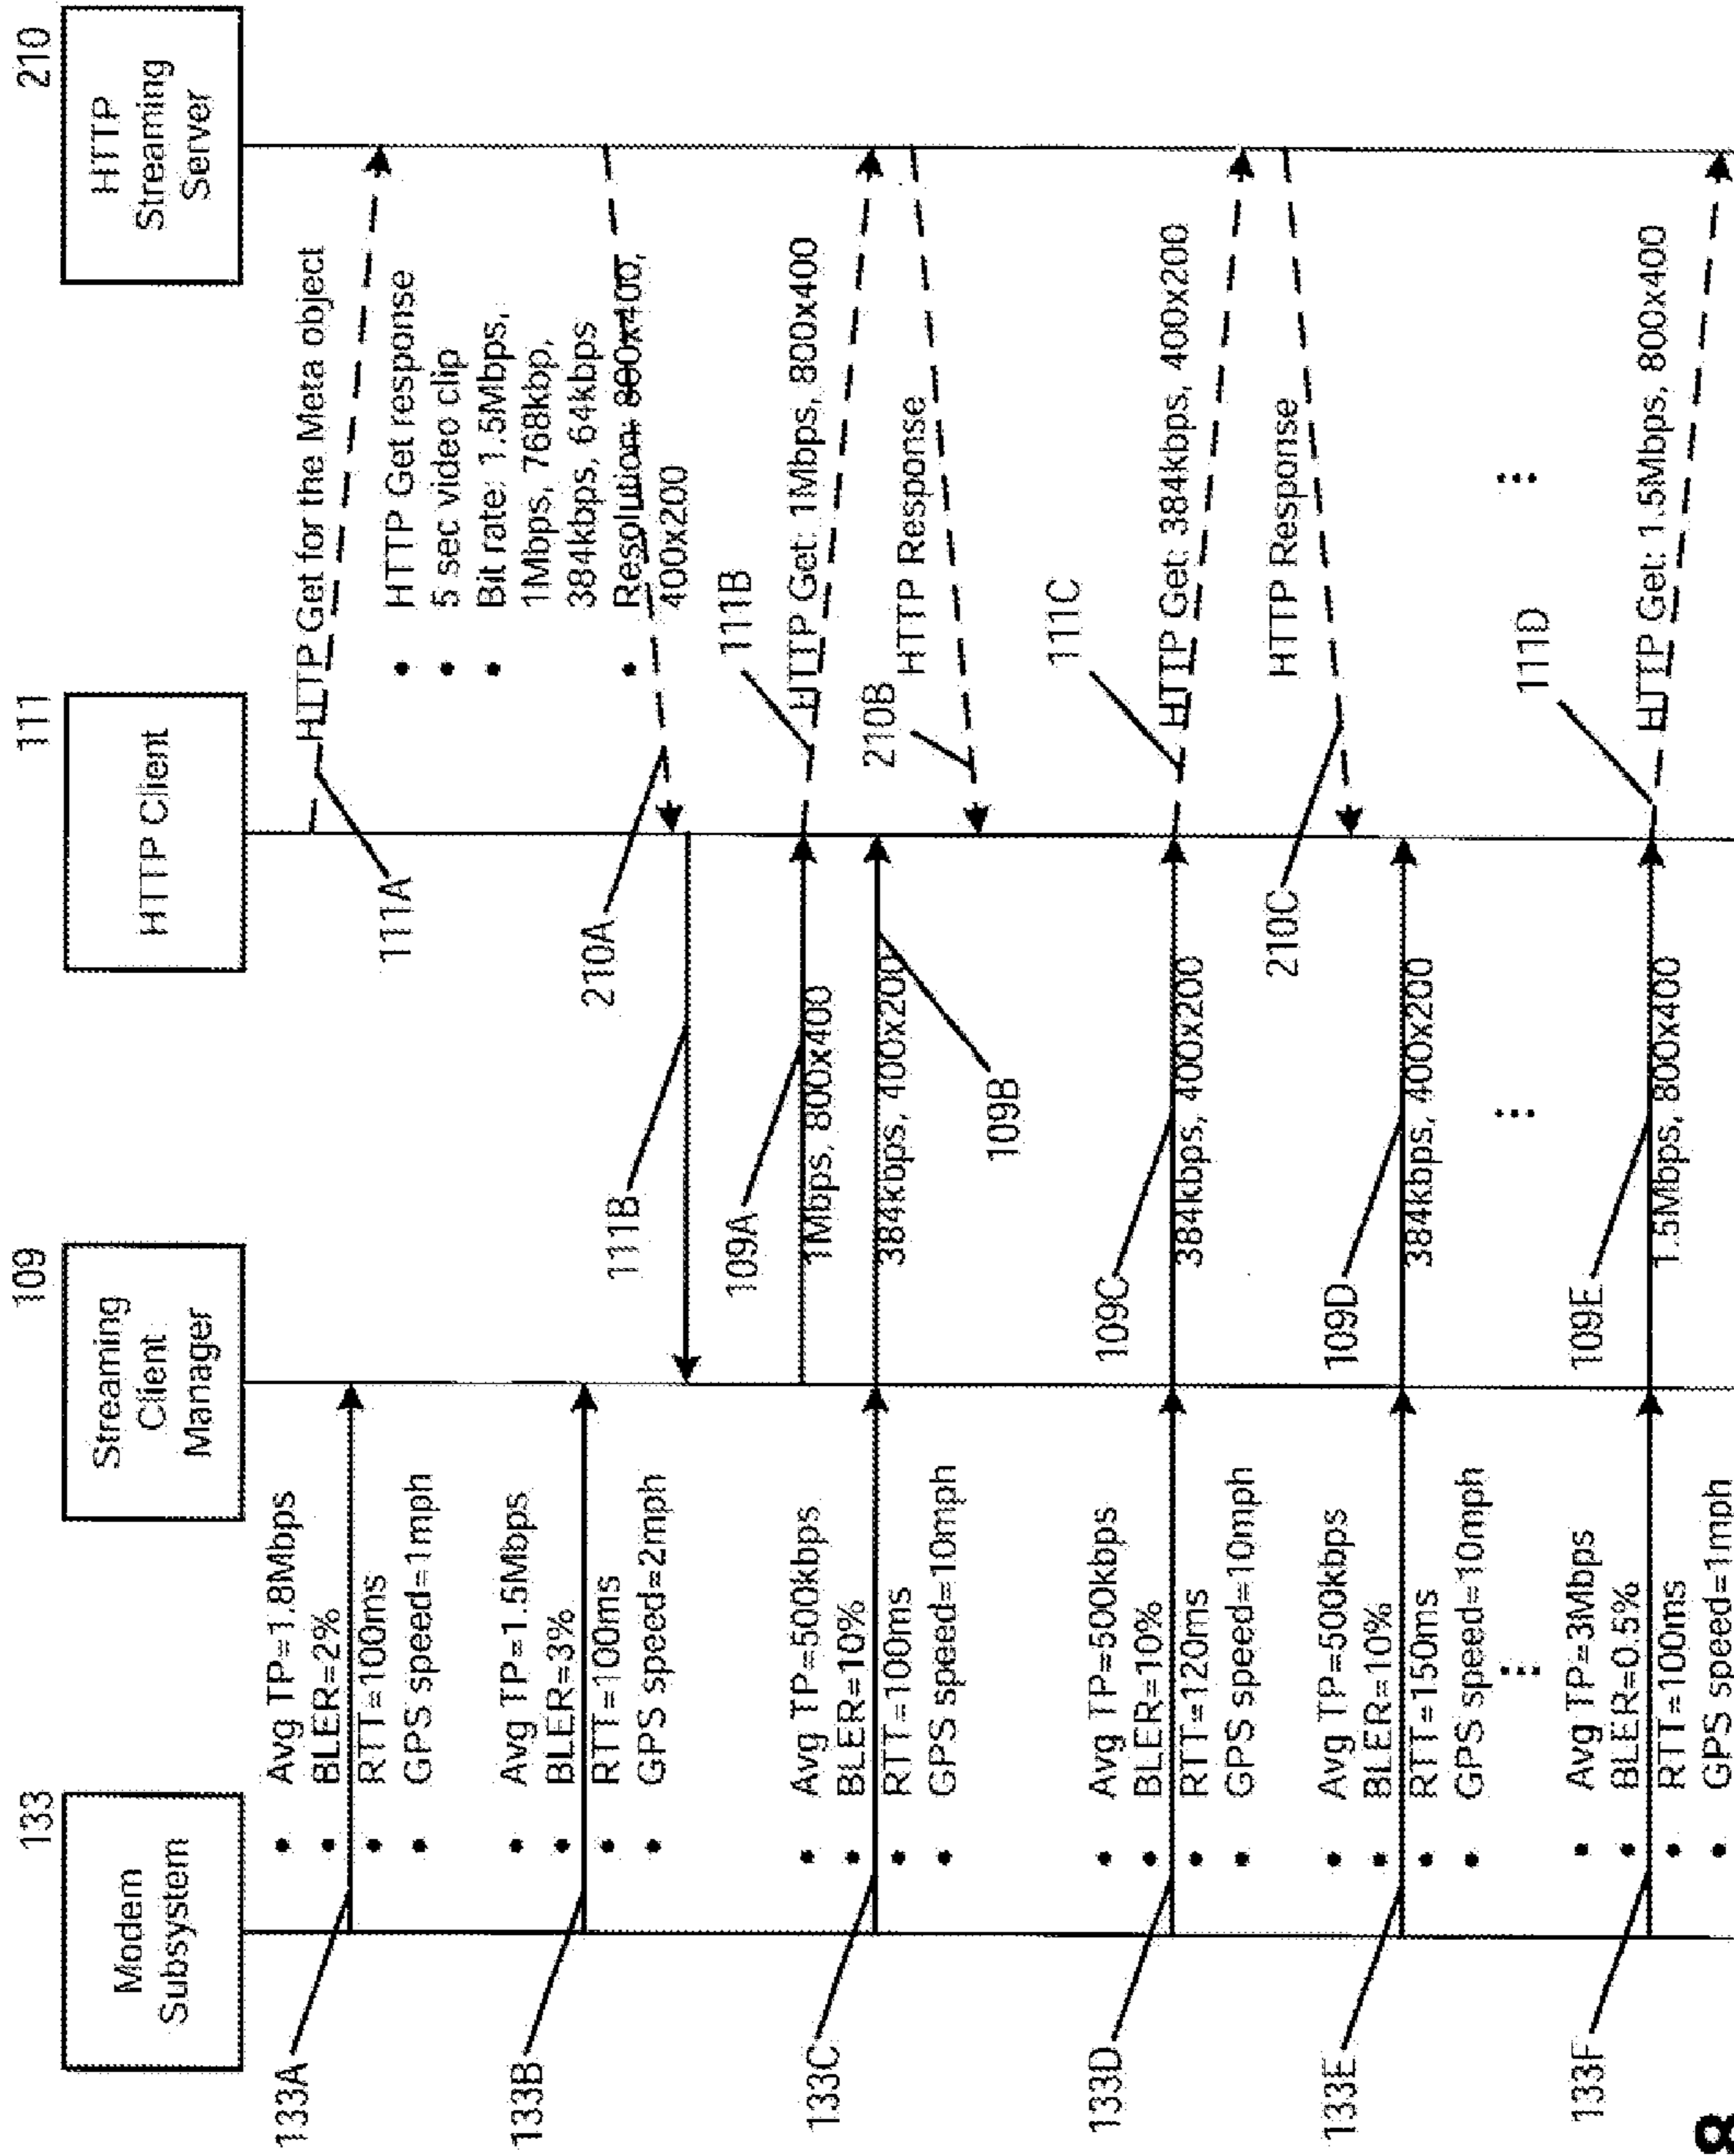 133
Modem
Subsystem
109
Streaming
Client
Manager
111
HTTP Client
210
HTTP
Streaming
Server
133A
• Avg TP=1.8Mbps
• BLER=2%
• RTT=100ms
• GPS speed=1mph
HTTP Get for the Meta object
111A
133B
• Avg TP=1.5Mbps
• BLER=3%
• RTT=100ms
• GPS speed=2mph
• HTTP Get response
• 5 sec video clip
• Bit rate: 1.5Mbps,
1Mbps, 768kbp,
384kbps, 64kbps
• Resolution: 800x400,
400x200
210A
111B
109A
1Mbps, 800x400
111B
HTTP Get: 1Mbps, 800x400
133C
• Avg TP=500kbps
• BLER=10%
• RTT=100ms
• GPS speed=10mph
384kbps, 400x200
109B
210B
HTTP Response
133D
• Avg TP=500kbps
• BLER=10%
• RTT=120ms
• GPS speed=10mph
109C
384kbps, 400x200
111C
HTTP Get: 384kbps, 400x200
210C
HTTP Response
133E
• Avg TP=500kbps
• BLER=10%
• RTT=150ms
• GPS speed=10mph
109D
384kbps, 400x200
133F
• Avg TP=3Mbps
• BLER=0.5%
• RTT=100ms
• GPS speed=1mph
109E
1.5Mbps, 800x400
111D
HTTP Get: 1.5Mbps, 800x400